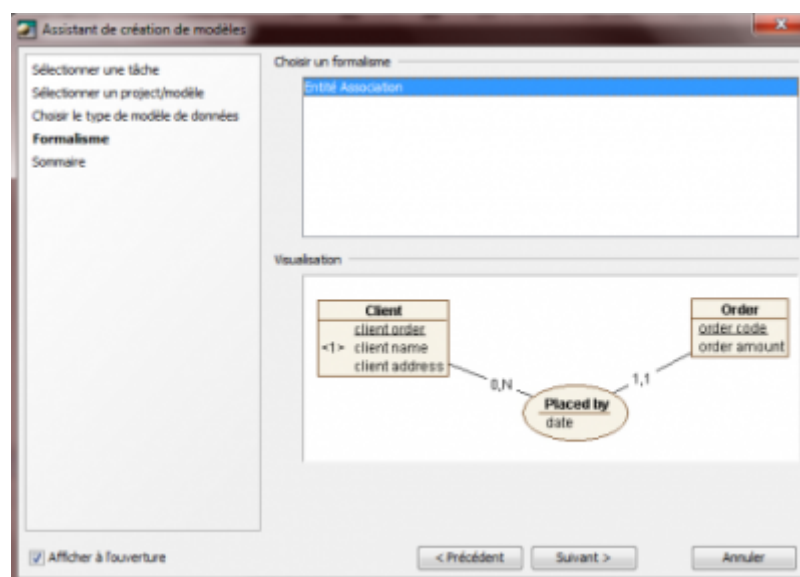 Assistant de création de modèles
Sélectionner une tâche
Sélectionner un project/modèle
Choisir le type de modèle de données
Formalisme
Sommaire
Choisir un formalisme
Entité Association
Visualisation
Client
client order
<1> client name
client address
Order
order code
order amount
0,N
1,1
Placed by
date
Afficher à l'ouverture
< Précédent
Suivant >
Annuler